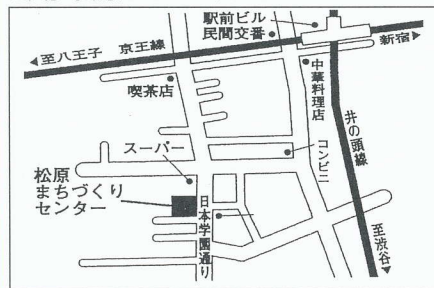 駅前ビル
民間交番
◀至八王子 京王線
新宿▶
喫茶店
中華料理店
井の頭線
スーパー
コンビニ
松原
まちづくり
センター
日本学園通り
至渋谷▼